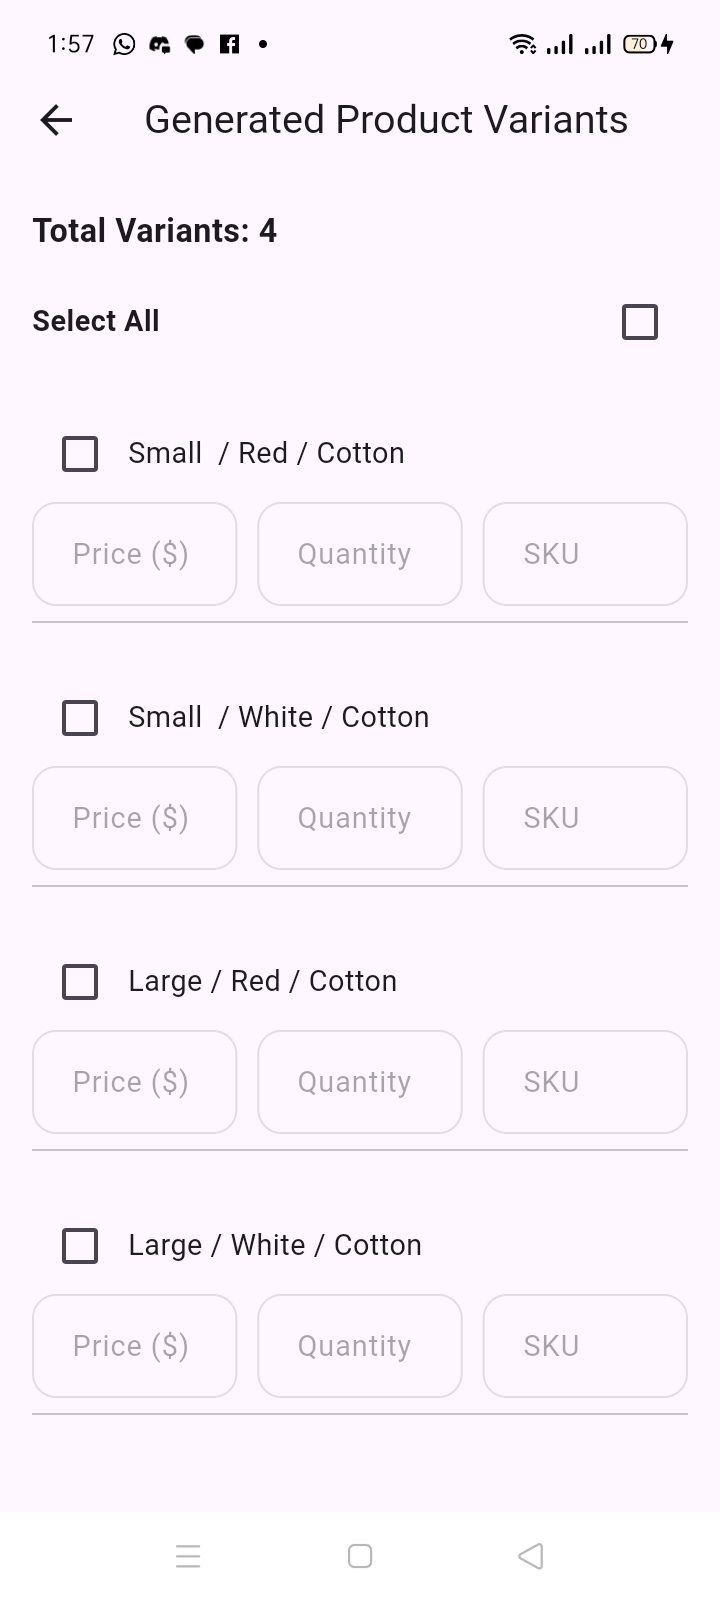 1:57 70
Generated Product Variants
Total Variants: 4
Select All
Small  / Red / Cotton
Price ($) Quantity SKU
Small  / White / Cotton
Price ($) Quantity SKU
Large / Red / Cotton
Price ($) Quantity SKU
Large / White / Cotton
Price ($) Quantity SKU